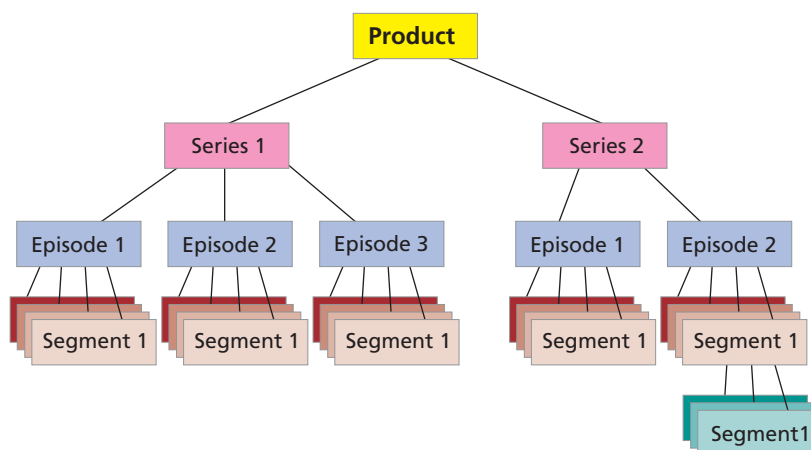 Product
Series 1
Series 2
Episode 1
Episode 2
Episode 3
Episode 1
Episode 2
Segment 1
Segment 1
Segment 1
Segment 1
Segment 1
Segment1